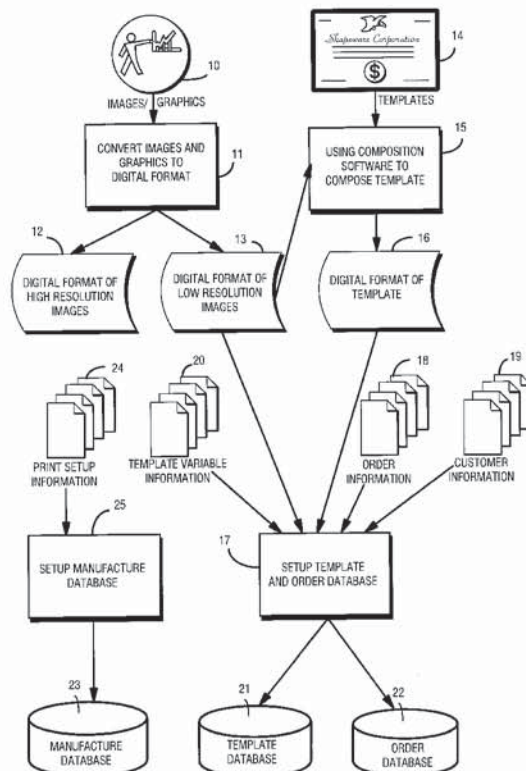 10
IMAGES/ GRAPHICS
CONVERT IMAGES AND
GRAPHICS TO
DIGITAL FORMAT
11
Shapeware Corporation
$
14
TEMPLATES
15
USING COMPOSITION
SOFTWARE TO
COMPOSE TEMPLATE
12
DIGITAL FORMAT OF
HIGH RESOLUTION
IMAGES
13
DIGITAL FORMAT OF
LOW RESOLUTION
IMAGES
16
DIGITAL FORMAT OF
TEMPLATE
24
PRINT SETUP
INFORMATION
20
TEMPLATE VARIABLE
INFORMATION
18
ORDER
INFORMATION
19
CUSTOMER
INFORMATION
25
SETUP MANUFACTURE
DATABASE
17
SETUP TEMPLATE
AND ORDER DATABASE
23
MANUFACTURE
DATABASE
21
TEMPLATE
DATABASE
22
ORDER
DATABASE